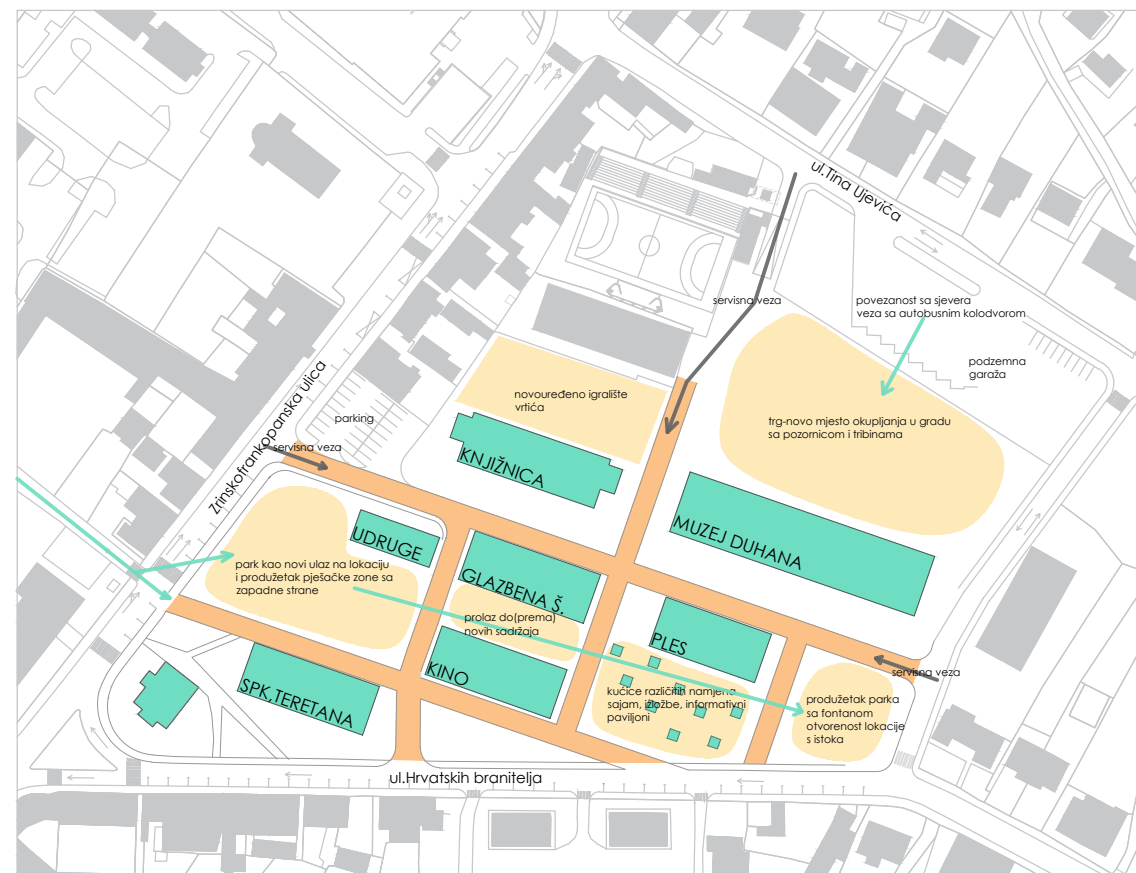 ul.Tina Ujevića
servisna veza
povezanost sa sjevera
veza sa autobusnim kolodvorom
podzemna
garaža
novouređeno igralište
vrtića
trg-novo mjesto okupljanja u gradu
sa pozornicom i tribinama
parking
Zrinskofrankopanska ulica
servisna veza
KNJIŽNICA
MUZEJ DUHANA
UDRUGE
park kao novi ulaz na lokaciju
i produžetak pješačke zone sa
zapadne strane
GLAZBENA Š.
prolaz do(prema)
novih sadržaja
PLES
KINO
SPK,TERETANA
kućice različitih namjena
sajam, izložbe, informativni
paviljoni
servisna veza
produžetak parka
sa fontanom
otvorenost lokacije
s istoka
ul.Hrvatskih branitelja